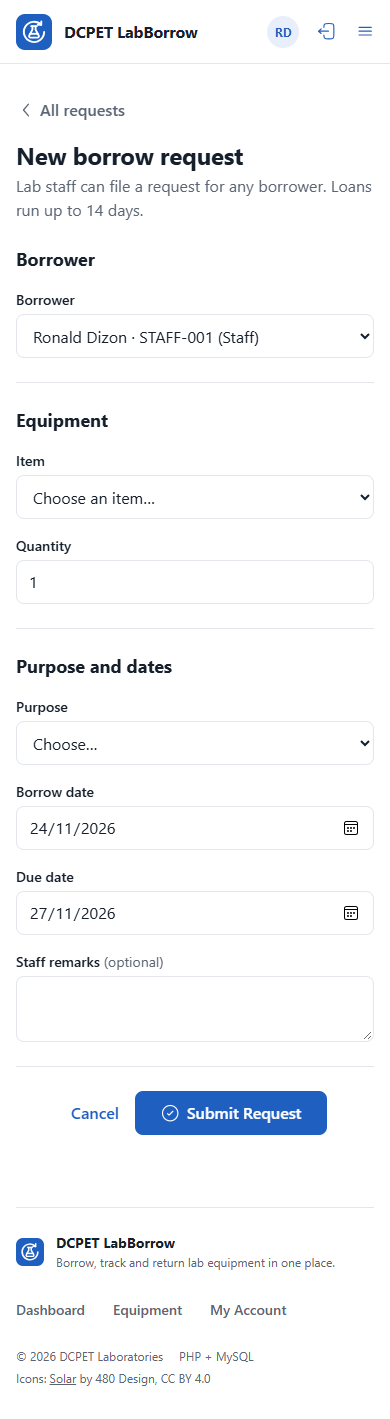 DCPET LabBorrow
RD
All requests
New borrow request
Lab staff can file a request for any borrower. Loans
run up to 14 days.
Borrower
Borrower
Ronald Dizon · STAFF-001 (Staff)
Equipment
Item
Choose an item...
Quantity
1
Purpose and dates
Purpose
Choose...
Borrow date
24/11/2026
Due date
27/11/2026
Staff remarks (optional)
Cancel
Submit Request
DCPET LabBorrow
Borrow, track and return lab equipment in one place.
Dashboard Equipment My Account
© 2026 DCPET Laboratories PHP + MySQL
Icons: Solar by 480 Design, CC BY 4.0